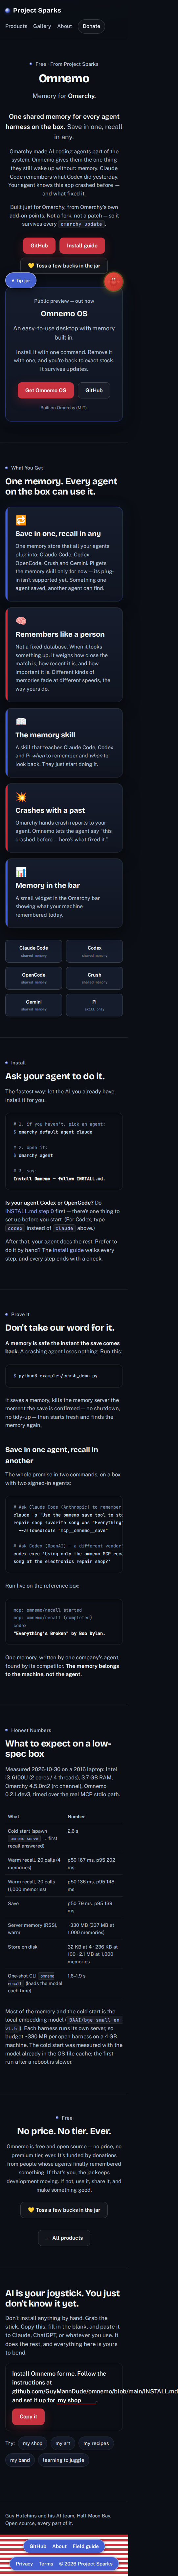 Project Sparks
Products Gallery About Donate
Free · From Project Sparks
Omnemo
Memory for Omarchy.
One shared memory for every agent
harness on the box. Save in one, recall
in any.
Omarchy made AI coding agents part of the
system. Omnemo gives them the one thing
they still wake up without: memory. Claude
Code remembers what Codex did yesterday.
Your agent knows this app crashed before —
and what fixed it.
Built just for Omarchy, from Omarchy's own
add-on points. Not a fork, not a patch — so it
survives every omarchy update.
GitHub Install guide
💛 Toss a few bucks in the jar
♥ Tip jar
Public preview — out now
Omnemo OS
An easy-to-use desktop with memory
built in.
Install it with one command. Remove it
with one, and you're back to exact stock.
It survives updates.
Get Omnemo OS GitHub
Built on Omarchy (MIT).
What You Get
One memory. Every agent
on the box can use it.
Save in one, recall in any
One memory store that all your agents
plug into: Claude Code, Codex,
OpenCode, Crush and Gemini. Pi gets
the memory skill only for now — its plug-
in isn't supported yet. Something one
agent saved, another agent can find.
Remembers like a person
Not a fixed database. When it looks
something up, it weighs how close the
match is, how recent it is, and how
important it is. Different kinds of
memories fade at different speeds, the
way yours do.
The memory skill
A skill that teaches Claude Code, Codex
and Pi when to remember and when to
look back. They just start doing it.
Crashes with a past
Omarchy hands crash reports to your
agent. Omnemo lets the agent say "this
crashed before — here's what fixed it."
Memory in the bar
A small widget in the Omarchy bar
showing what your machine
remembered today.
Claude Code Codex
shared memory shared memory
OpenCode Crush
shared memory shared memory
Gemini Pi
shared memory skill only
Install
Ask your agent to do it.
The fastest way: let the AI you already have
install it for you.
# 1. if you haven't, pick an agent:
$ omarchy default agent claude
# 2. open it:
$ omarchy agent
# 3. say:
Install Omnemo — follow INSTALL.md.
Is your agent Codex or OpenCode? Do
INSTALL.md step 0 first — there's one thing to
set up before you start. (For Codex, type
codex instead of claude above.)
After that, your agent does the rest. Prefer to
do it by hand? The install guide walks every
step, and every step ends with a check.
Prove It
Don't take our word for it.
A memory is safe the instant the save comes
back. A crashing agent loses nothing. Run this:
$ python3 examples/crash_demo.py
It saves a memory, kills the memory server the
moment the save is confirmed — no shutdown,
no tidy-up — then starts fresh and finds the
memory again.
Save in one agent, recall in
another
The whole promise in two commands, on a box
with two signed-in agents:
# Ask Claude Code (Anthropic) to remember
claude -p 'Use the omnemo save tool to sto
repair shop favorite song was "Everything'
--allowedTools "mcp__omnemo__save"
# Ask Codex (OpenAI) — a different vendor
codex exec 'Using only the omnemo MCP reca
song at the electronics repair shop?'
Run live on the reference box:
mcp: omnemo/recall started
mcp: omnemo/recall (completed)
codex
"Everything's Broken" by Bob Dylan.
One memory, written by one company's agent,
found by its competitor. The memory belongs
to the machine, not the agent.
Honest Numbers
What to expect on a low-
spec box
Measured 2026-10-30 on a 2016 laptop: Intel
i3-6100U (2 cores / 4 threads), 3.7 GB RAM,
Omarchy 4.5.0rc2 (rc channel), Omnemo
0.2.1.dev3, timed over the real MCP stdio path.
What Number
Cold start (spawn 2.6 s
omnemo serve → first
recall answered)
Warm recall, 20 cells (4 p50 167 ms, p95 202
memories) ms
Warm recall, 20 cells p50 136 ms, p95 148
(1,000 memories) ms
Save p50 79 ms, p95 139
ms
Server memory (RSS), ~330 MB (337 MB at
warm 1,000 memories)
Store on disk 32 KB at 4 · 236 KB at
100 · 2.1 MB at 1,000
memories
One-shot CLI omnemo 1.6–1.9 s
recall (loads the model
each time)
Most of the memory and the cold start is the
local embedding model ( BAAI/bge-small-en-
v1.5 ). Each harness runs its own server, so
budget ~330 MB per open harness on a 4 GB
machine. The cold start was measured with the
model already in the OS file cache; the first
run after a reboot is slower.
Free
No price. No tier. Ever.
Omnemo is free and open source — no price, no
premium tier, ever. It's funded by donations
from people whose agents finally remembered
something. If that's you, the jar keeps
development moving. If not, use it, share it, and
make something good.
💛 Toss a few bucks in the jar
← All products
AI is your joystick. You just
don't know it yet.
Don't install anything by hand. Grab the
stick. Copy this, fill in the blank, and paste it
to Claude, ChatGPT, or whatever you use. It
does the rest, and everything here is yours
to bend.
Install Omnemo for me. Follow the
instructions at
github.com/GuyMannDude/omnemo/blob/main/INSTALL.md
and set it up for my shop.
Copy it
Try: my shop my art my recipes
my band learning to juggle
Guy Hutchins and his AI team, Half Moon Bay.
Open source, every part of it.
GitHub About Field guide
Privacy Terms © 2026 Project Sparks